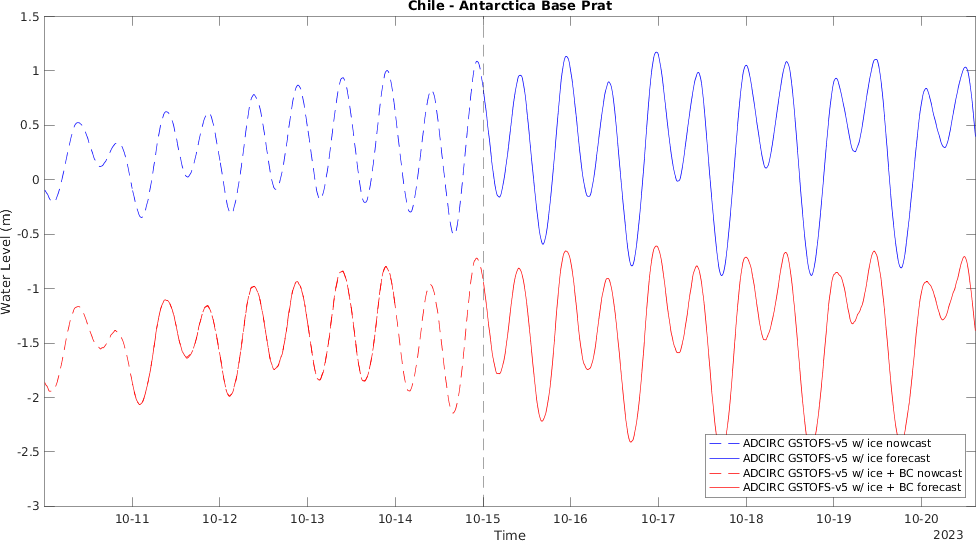 Chile - Antarctica Base Prat
1.5
1
0.5
0
-0.5
-1
-1.5
-2
-2.5
-3
Water Level (m)
ADCIRC GSTOFS-v5 w/ ice nowcast
ADCIRC GSTOFS-v5 w/ ice forecast
ADCIRC GSTOFS-v5 w/ ice + BC nowcast
ADCIRC GSTOFS-v5 w/ ice + BC forecast
10-11 10-12 10-13 10-14 10-15 10-16 10-17 10-18 10-19 10-20
Time
2023